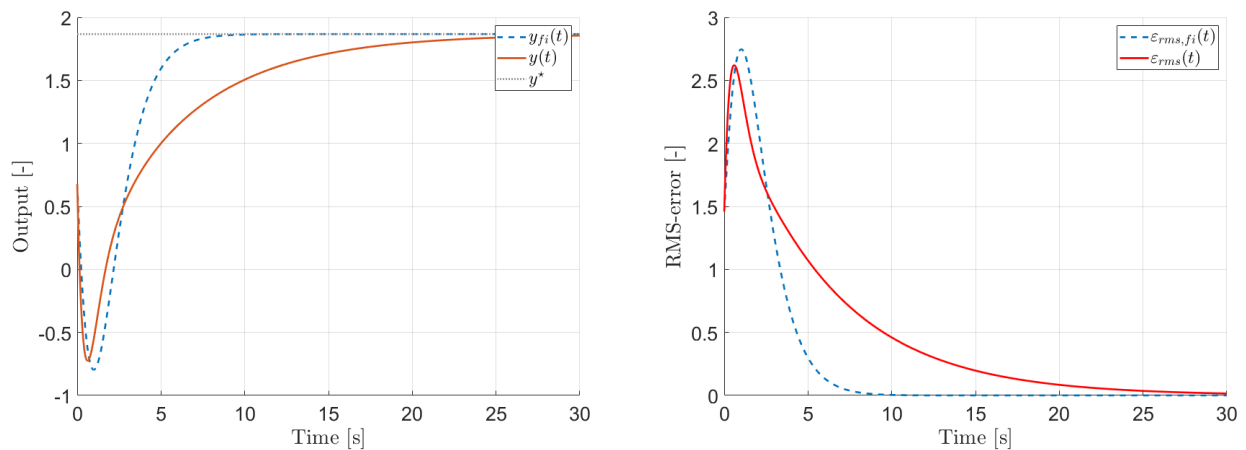 2
1.5
1
0.5
0
-0.5
-1
Output [-]
y_{fi}(t)
y(t)
y^⋆
0 5 10 15 20 25 30
Time [s]
3
2.5
2
1.5
1
0.5
0
RMS-error [-]
ε_{rms,fi}(t)
ε_{rms}(t)
0 5 10 15 20 25 30
Time [s]